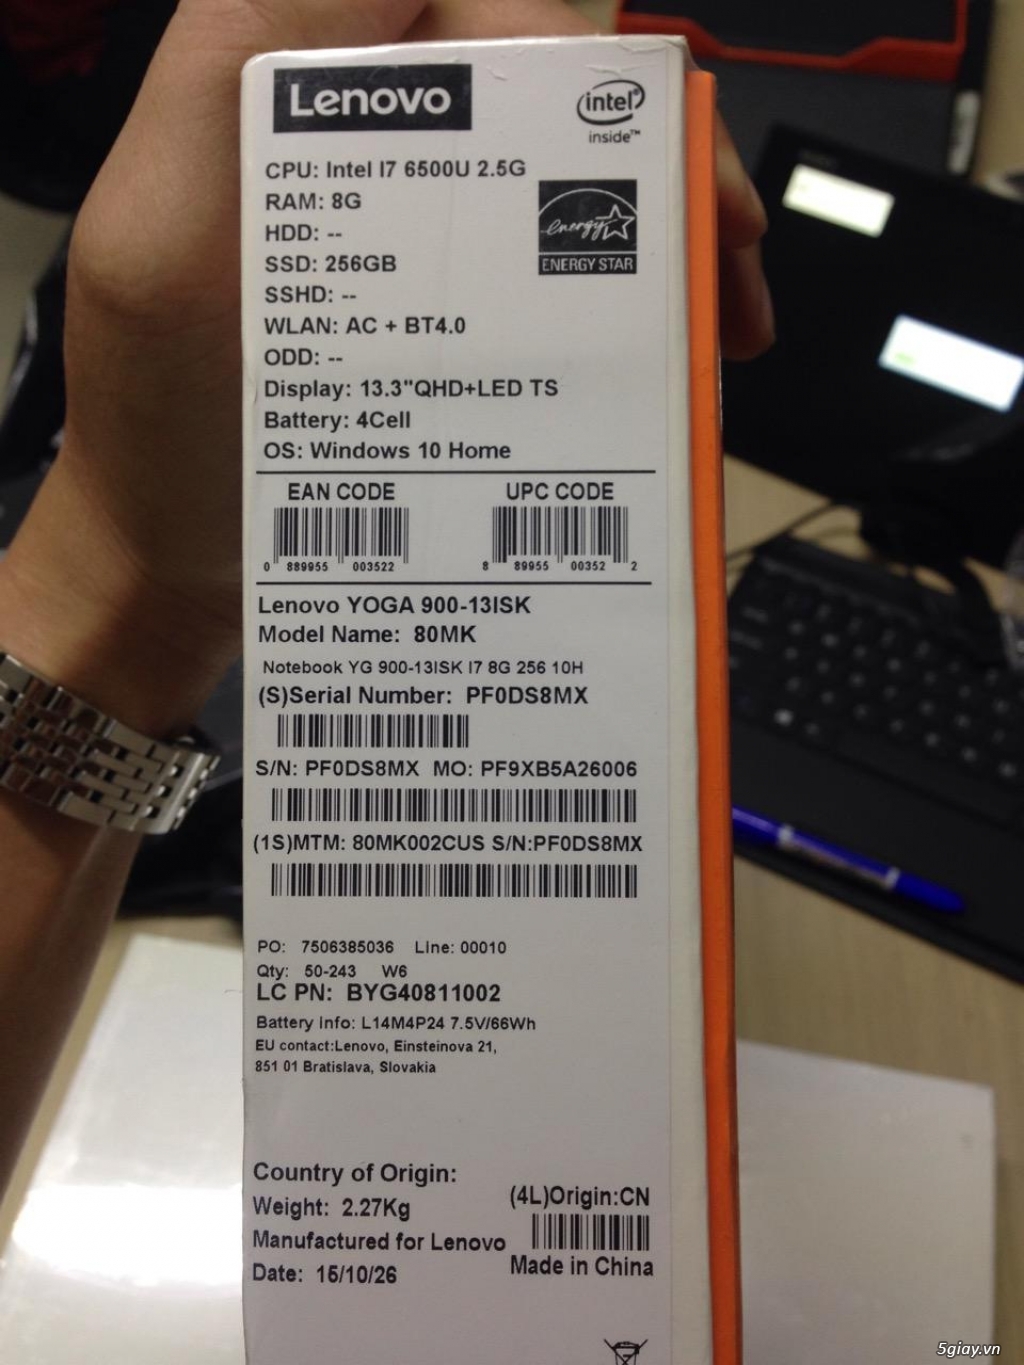 Lenovo
intel
inside™
CPU: Intel I7 6500U 2.5G
RAM: 8G
HDD: --
SSD: 256GB
SSHD: --
WLAN: AC + BT4.0
ODD: --
Display: 13.3"QHD+LED TS
Battery: 4Cell
OS: Windows 10 Home
energy
ENERGY STAR
EAN CODE
0 889955 003522
UPC CODE
8 89955 00352 2
Lenovo YOGA 900-13ISK
Model Name: 80MK
Notebook YG 900-13ISK I7 8G 256 10H
(S)Serial Number: PF0DS8MX
S/N: PF0DS8MX MO: PF9XB5A26006
(1S)MTM: 80MK002CUS S/N:PF0DS8MX
PO: 7506385036 Line: 00010
Qty: 50-243 W6
LC PN: BYG40811002
Battery Info: L14M4P24 7.5V/66Wh
EU contact:Lenovo, Einsteinova 21,
851 01 Bratislava, Slovakia
Country of Origin:
Weight: 2.27Kg
Manufactured for Lenovo
Date: 15/10/26
(4L)Origin:CN
Made in China
5giay.vn